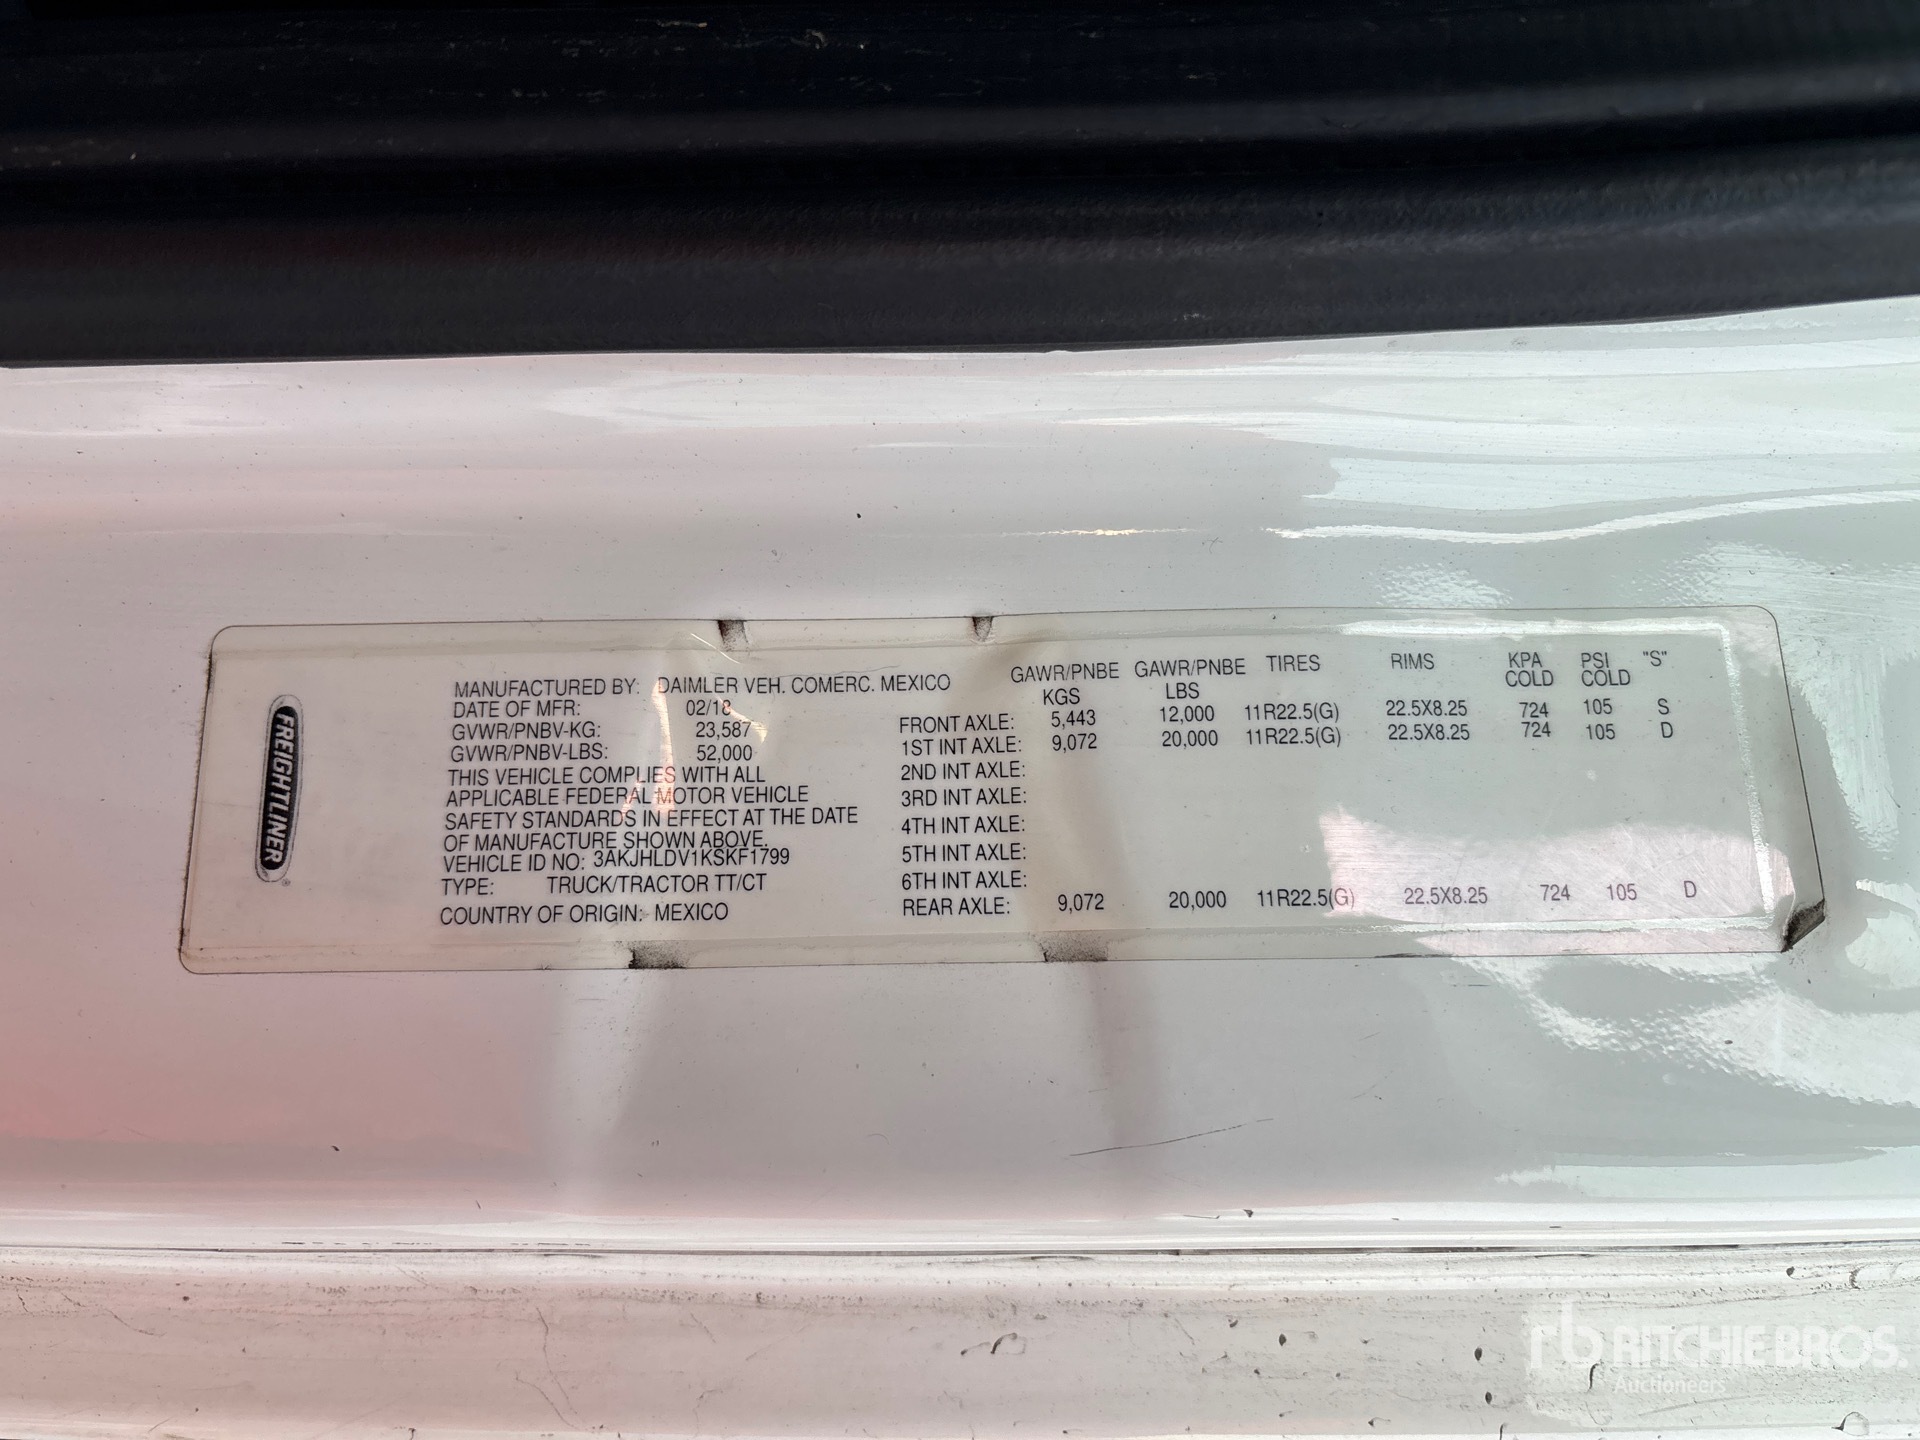 FREIGHTLINER
MANUFACTURED BY: DAIMLER VEH. COMERC. MEXICO
DATE OF MFR: 02/18
GVWR/PNBV-KG: 23,587
GVWR/PNBV-LBS: 52,000
THIS VEHICLE COMPLIES WITH ALL
APPLICABLE FEDERAL MOTOR VEHICLE
SAFETY STANDARDS IN EFFECT AT THE DATE
OF MANUFACTURE SHOWN ABOVE.
VEHICLE ID NO: 3AKJHLDV1KSKF1799
TYPE: TRUCK/TRACTOR TT/CT
COUNTRY OF ORIGIN: MEXICO
GAWR/PNBE GAWR/PNBE TIRES RIMS KPA PSI "S"
KGS LBS COLD COLD
FRONT AXLE: 5,443 12,000 11R22.5(G) 22.5X8.25 724 105 S
1ST INT AXLE: 9,072 20,000 11R22.5(G) 22.5X8.25 724 105 D
2ND INT AXLE:
3RD INT AXLE:
4TH INT AXLE:
5TH INT AXLE:
6TH INT AXLE:
REAR AXLE: 9,072 20,000 11R22.5(G) 22.5X8.25 724 105 D
rb RITCHIE BROS.
Auctioneers